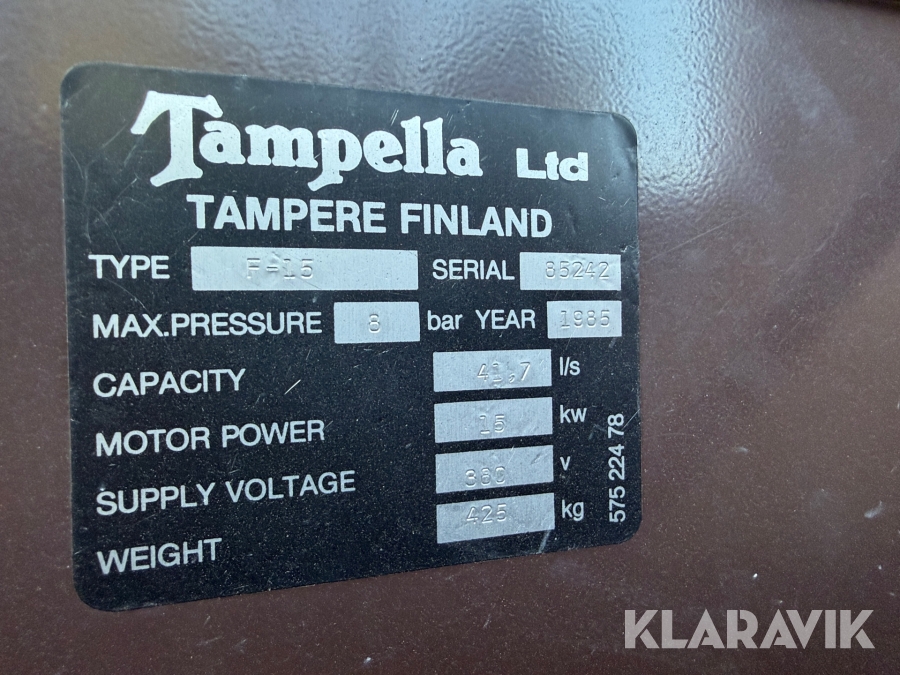 Tampella Ltd
TAMPERE FINLAND
TYPE F-15 SERIAL 85242
MAX.PRESSURE 8 bar YEAR 1985
CAPACITY 41,7 l/s
MOTOR POWER 15 kw
SUPPLY VOLTAGE 380 v
WEIGHT 425 kg
575 224 78
KLARAVIK